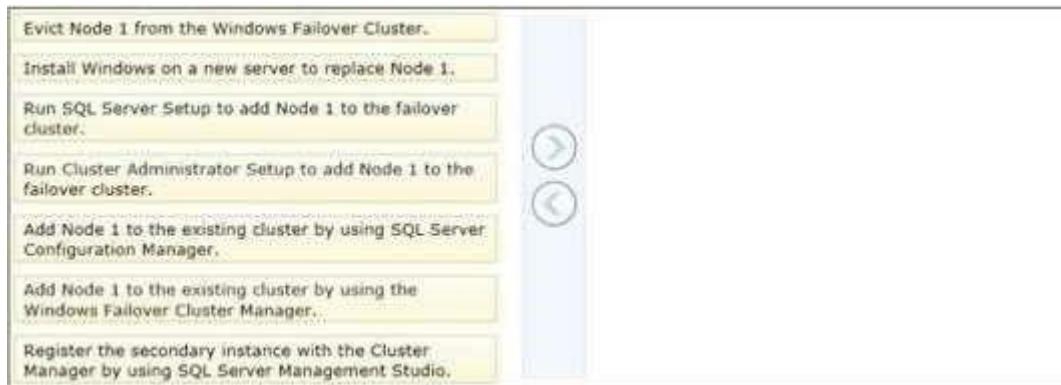 Evict Node 1 from the Windows Failover Cluster.
Install Windows on a new server to replace Node 1.
Run SQL Server Setup to add Node 1 to the failover
cluster.
Run Cluster Administrator Setup to add Node 1 to the
failover cluster.
Add Node 1 to the existing cluster by using SQL Server
Configuration Manager.
Add Node 1 to the existing cluster by using the
Windows Failover Cluster Manager.
Register the secondary instance with the Cluster
Manager by using SQL Server Management Studio.